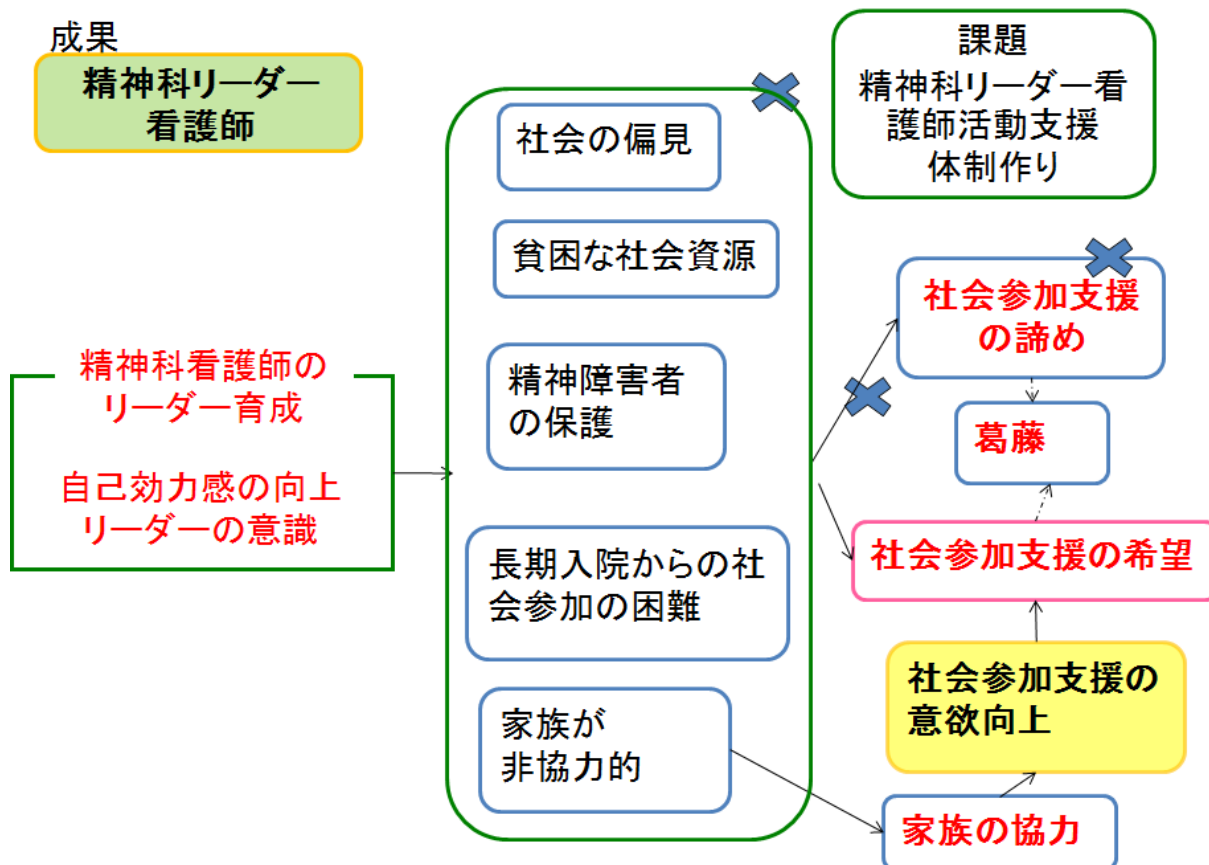 成果
精神科リーダー
看護師
精神科看護師の
リーダー育成
自己効力感の向上
リーダーの意識
社会の偏見
貧困な社会資源
精神障害者
の保護
長期入院からの社
会参加の困難
家族が
非協力的
課題
精神科リーダー看
護師活動支援
体制作り
社会参加支援
の諦め
葛藤
社会参加支援の希望
社会参加支援の
意欲向上
家族の協力